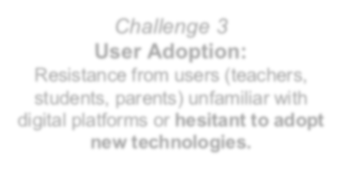 Challenge 3
User Adoption:
Resistance from users (teachers,
students, parents) unfamiliar with
digital platforms or hesitant to adopt
new technologies.